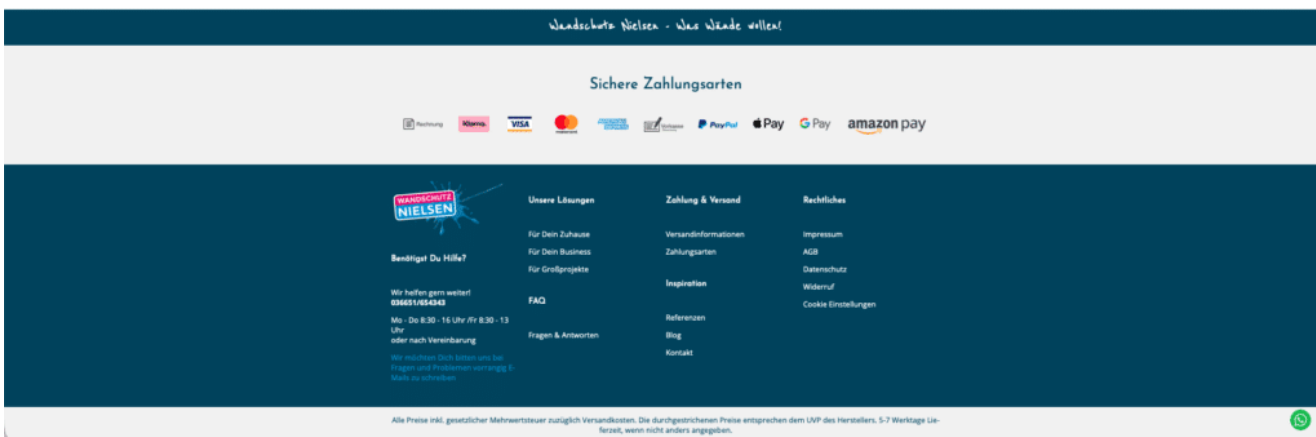 Wandschutz Nielsen - Was Wände wollen!
Sichere Zahlungsarten
Rechnung Klarna. VISA mastercard Vorkasse PayPal Pay G Pay amazon pay
WANDSCHUTZ
NIELSEN
Benötigst Du Hilfe?
Wir helfen gern weiter!
036651/654343
Mo - Do 8:30 - 16 Uhr /Fr 8:30 - 13
Uhr
oder nach Vereinbarung
Wir möchten Dich bitten uns bei
Fragen und Problemen vorrangig E-
Mails zu schreiben
Unsere Lösungen
Für Dein Zuhause
Für Dein Business
Für Großprojekte
FAQ
Fragen & Antworten
Zahlung & Versand
Versandinformationen
Zahlungsarten
Inspiration
Referenzen
Blog
Kontakt
Rechtliches
Impressum
AGB
Datenschutz
Widerruf
Cookie Einstellungen
Alle Preise inkl. gesetzlicher Mehrwertsteuer zuzüglich Versandkosten. Die durchgestrichenen Preise entsprechen dem UVP des Herstellers. 5-7 Werktage Lie-
ferzeit, wenn nicht anders angegeben.